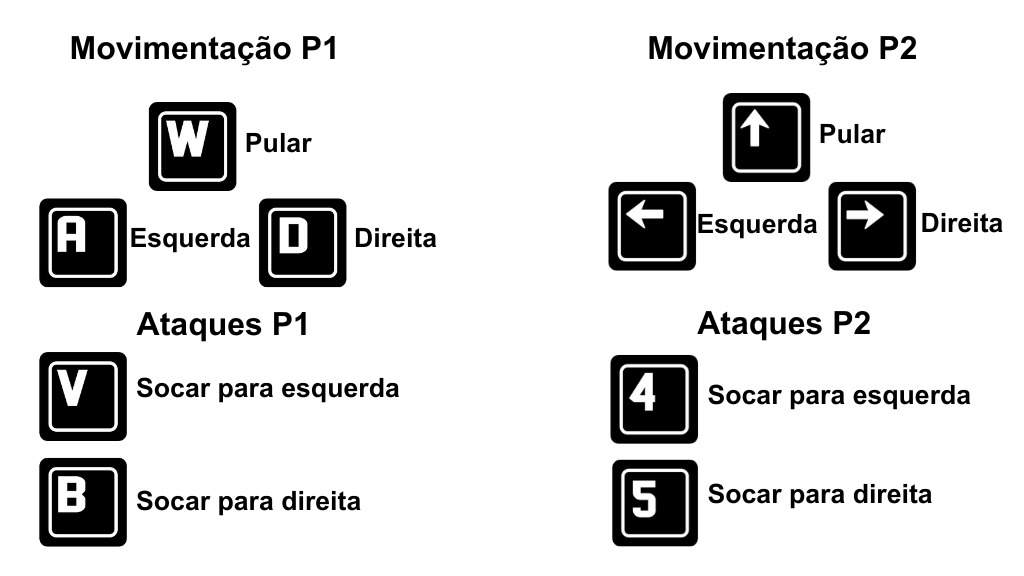 Movimentação P1
W Pular
A Esquerda D Direita
Ataques P1
V Socar para esquerda
B Socar para direita
Movimentação P2
↑ Pular
← Esquerda → Direita
Ataques P2
4 Socar para esquerda
5 Socar para direita